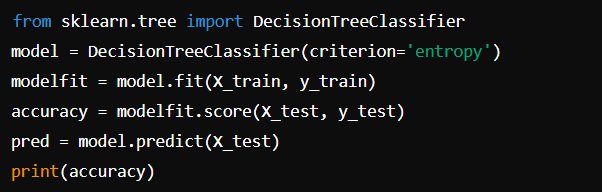 from sklearn.tree import DecisionTreeClassifier
model = DecisionTreeClassifier(criterion='entropy')
modelfit = model.fit(X_train, y_train)
accuracy = modelfit.score(X_test, y_test)
pred = model.predict(X_test)
print(accuracy)